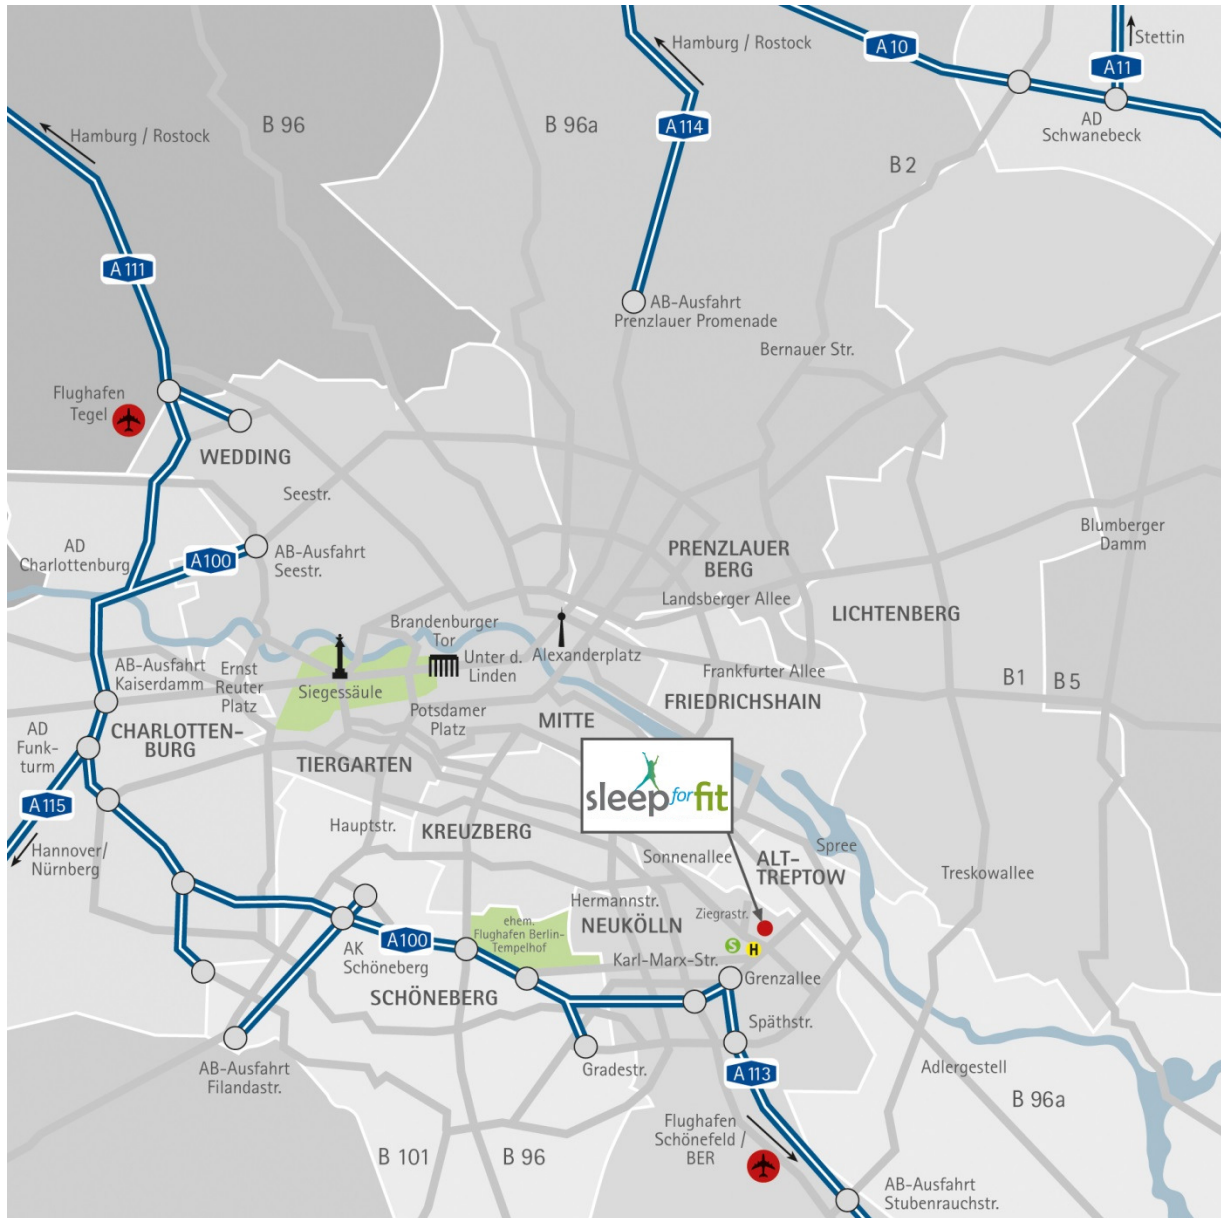 Stettin
Hamburg / Rostock
A 10
A 11
B 96
B 96a
A 114
AD
Schwanebeck
Hamburg / Rostock
B 2
A 111
AB-Ausfahrt
Prenzlauer Promenade
Bernauer Str.
Flughafen
Tegel
WEDDING
Seestr.
Blumberger
Damm
AD
Charlottenburg
A100
AB-Ausfahrt
Seestr.
PRENZLAUER
BERG
Landsberger Allee
LICHTENBERG
Brandenburger
Tor
Unter d.
Linden
Alexanderplatz
AB-Ausfahrt
Kaiserdamm
Ernst
Reuter
Platz
Siegessäule
Frankfurter Allee
B1
B 5
FRIEDRICHSHAIN
Potsdamer
Platz
MITTE
AD
Funk-
turm
CHARLOTTEN-
BURG
TIERGARTEN
sleep for fit
A 115
Hauptstr.
KREUZBERG
Hannover/
Nürnberg
Sonnenallee
ALT-
TREPTOW
Spree
Treskowallee
Hermannstr.
NEUKÖLLN
Ziegrastr.
ehem.
Flughafen Berlin-
Tempelhof
A100
AK
Schöneberg
S
H
Karl-Marx-Str.
Grenzallee
SCHÖNEBERG
Späthstr.
AB-Ausfahrt
Filandastr.
Gradestr.
A 113
Adlergestell
B 96a
Flughafen
Schönefeld /
BER
B 101
B 96
AB-Ausfahrt
Stubenrauchstr.